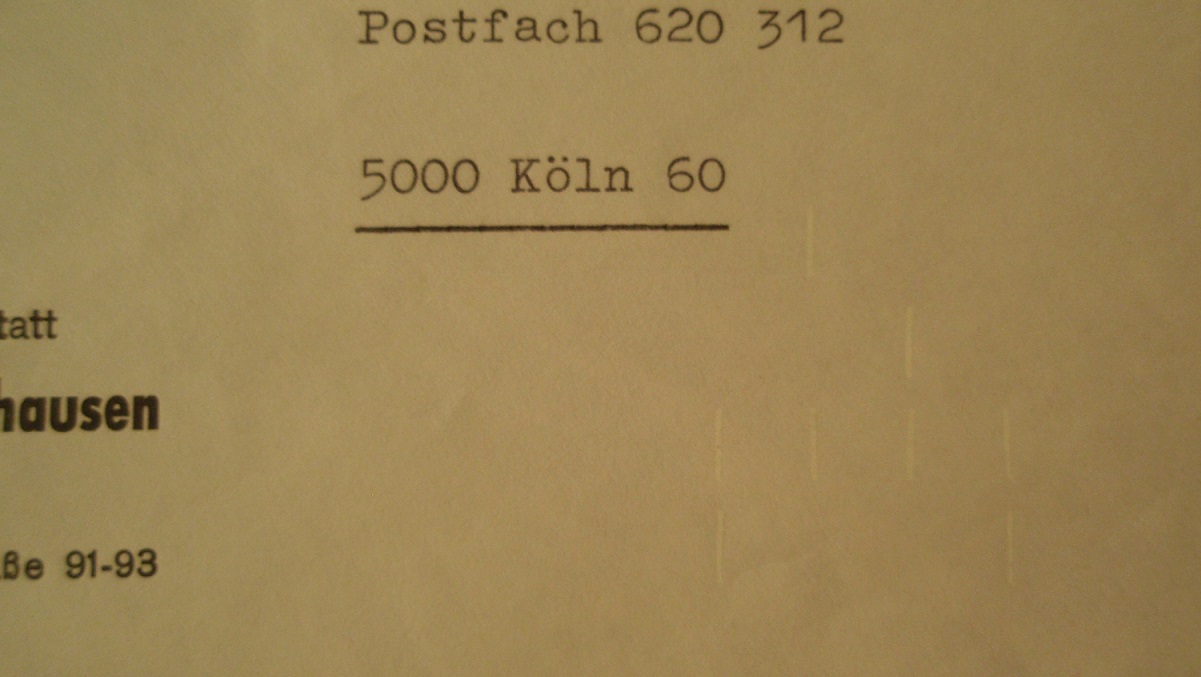 Postfach 620 312
5000 Köln 60
tatt
hausen
ße 91-93